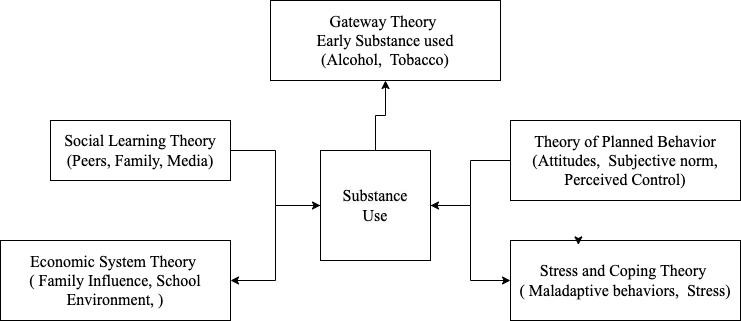 Gateway Theory
Early Substance used
(Alcohol, Tobacco)
Social Learning Theory
(Peers, Family, Media)
Theory of Planned Behavior
(Attitudes, Subjective norm,
Perceived Control)
Substance
Use
Economic System Theory
( Family Influence, School
Environment, )
Stress and Coping Theory
( Maladaptive behaviors, Stress)